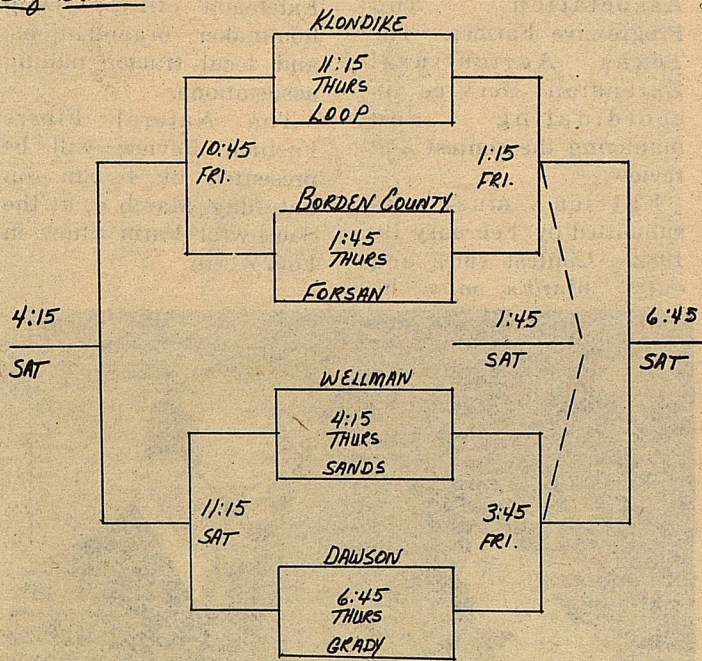 KLONDIKE
11:15
THURS
LOOP
10:45
FRI.
1:15
FRI.
BORDEN COUNTY
1:45
THURS
FORSAN
4:15
SAT
1:45
SAT
6:45
SAT
WELLMAN
4:15
THURS
SANDS
11:15
SAT
3:45
FRI.
DAWSON
6:45
THURS
GRADY